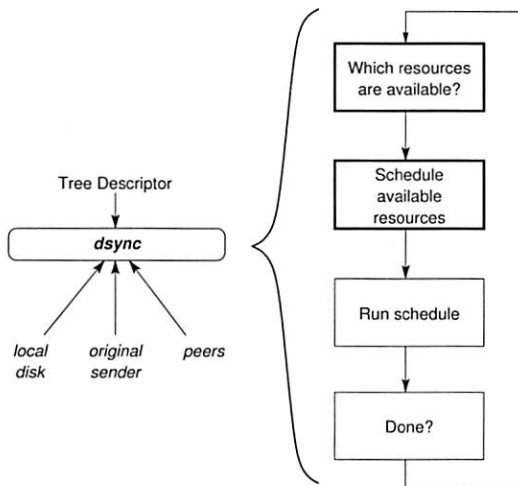 Tree Descriptor
dsync
local
disk
original
sender
peers
Which resources
are available?
Schedule
available
resources
Run schedule
Done?